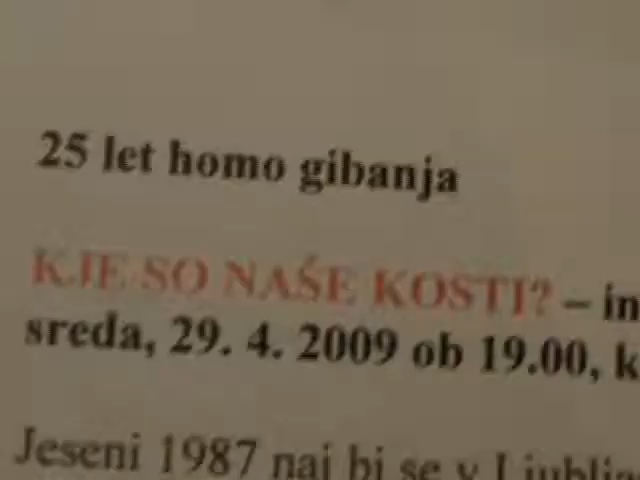 25 let homo gibanja
KJE SO NAŠE KOSTI? – in
sreda, 29. 4. 2009 ob 19.00, k
Jeseni 1987 naj bi se v